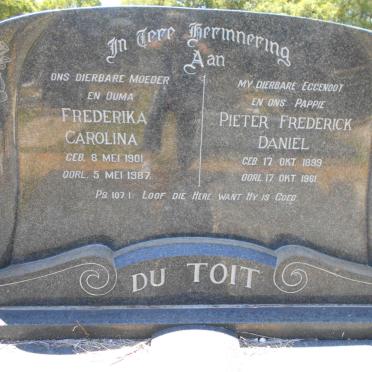 In Tere Herinnering
Aan
ONS DIERBARE MOEDER
EN OUMA
FREDERIKA
CAROLINA
GEB. 8 MEI 1901
OORL. 5 MEI 1987.
MY DIERBARE EGGENOOT
EN ONS PAPPIE
PIETER FREDERICK
DANIËL
GEB 17 OKT 1899
OORL 17 OKT 1961.
PS 107:1 LOOF DIE HERE WANT HY IS GOED.
DU TOIT